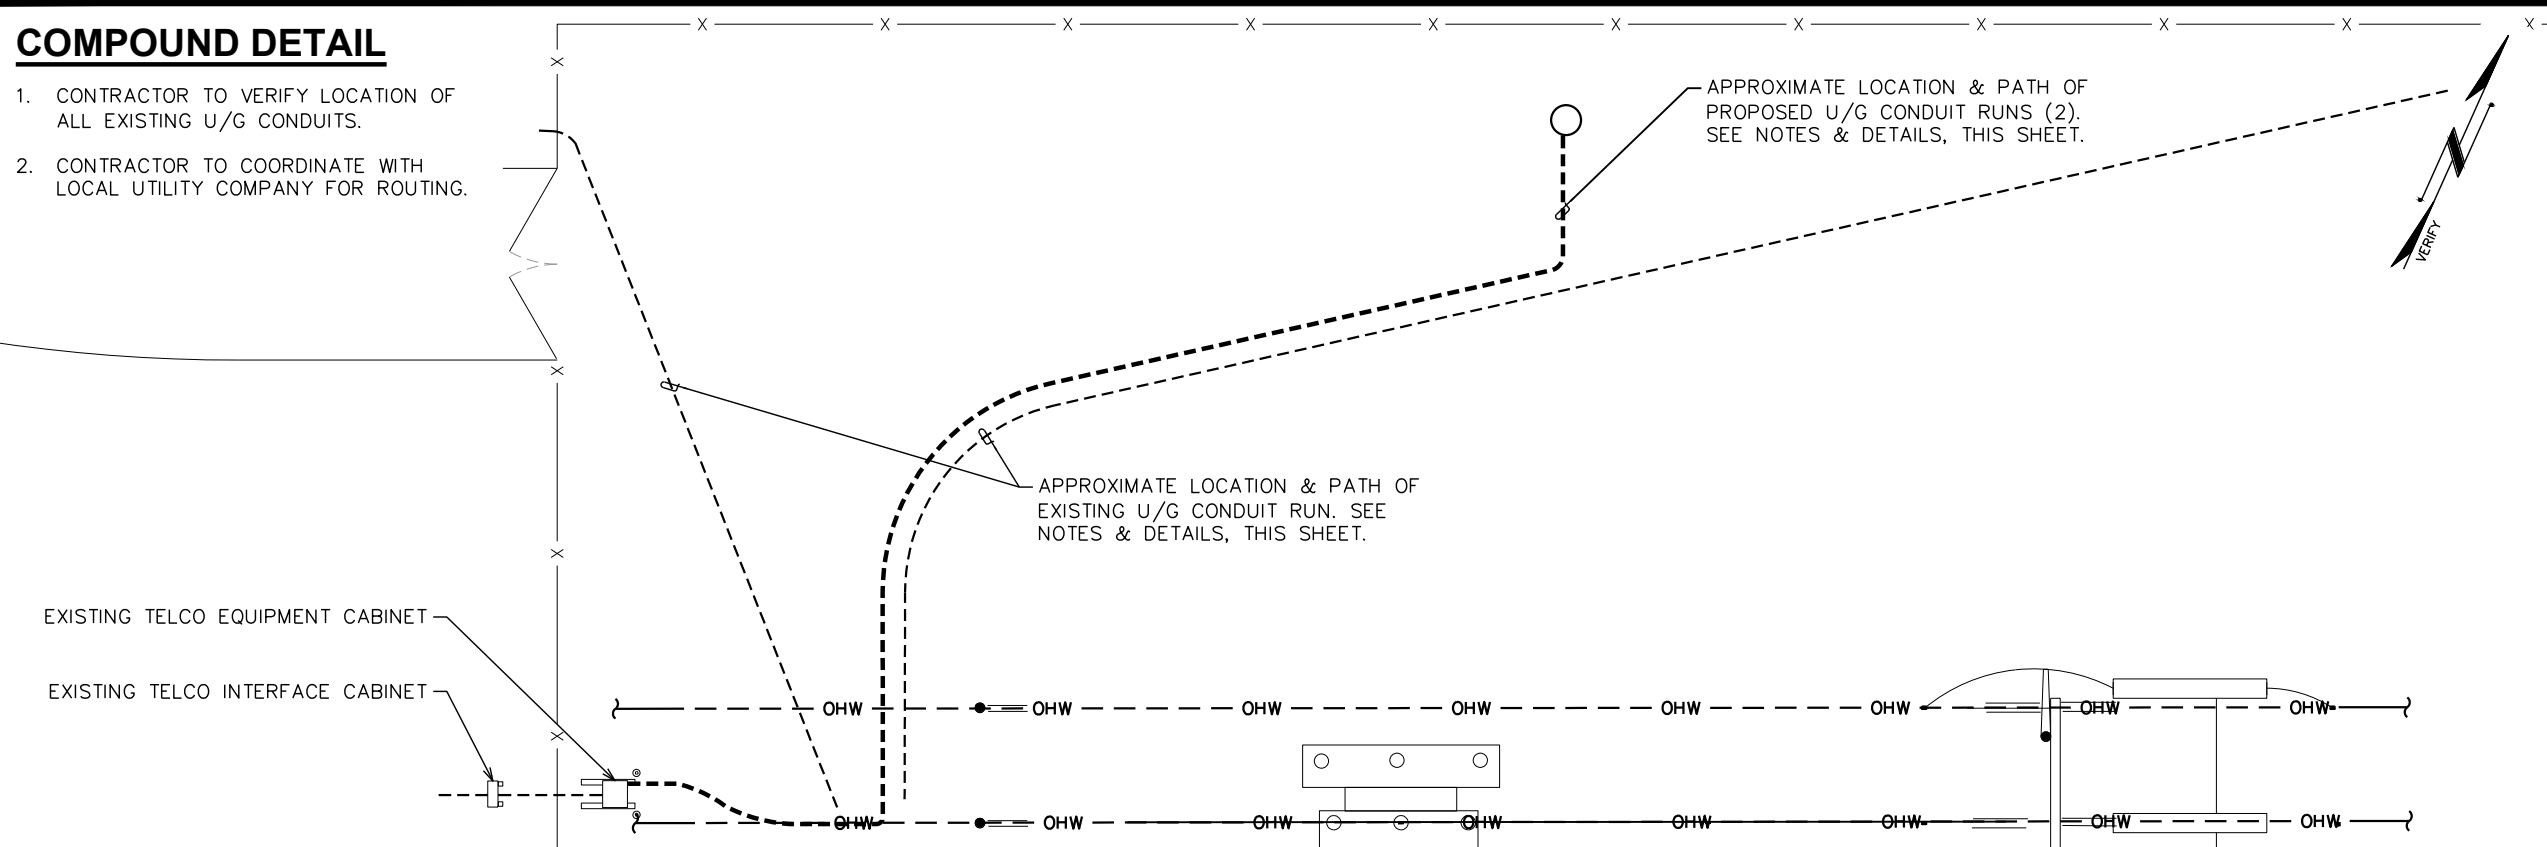 COMPOUND DETAIL
1. CONTRACTOR TO VERIFY LOCATION OF
ALL EXISTING U/G CONDUITS.
2. CONTRACTOR TO COORDINATE WITH
LOCAL UTILITY COMPANY FOR ROUTING.
X X X X X X X X X X X
X
APPROXIMATE LOCATION & PATH OF
PROPOSED U/G CONDUIT RUNS (2).
SEE NOTES & DETAILS, THIS SHEET.
N
VERIFY
X
APPROXIMATE LOCATION & PATH OF
EXISTING U/G CONDUIT RUN. SEE
NOTES & DETAILS, THIS SHEET.
X
EXISTING TELCO EQUIPMENT CABINET
EXISTING TELCO INTERFACE CABINET
OHW OHW OHW OHW OHW OHW OHW OHW
X
OHW OHW OHW OHW OHW OHW OHW OHW